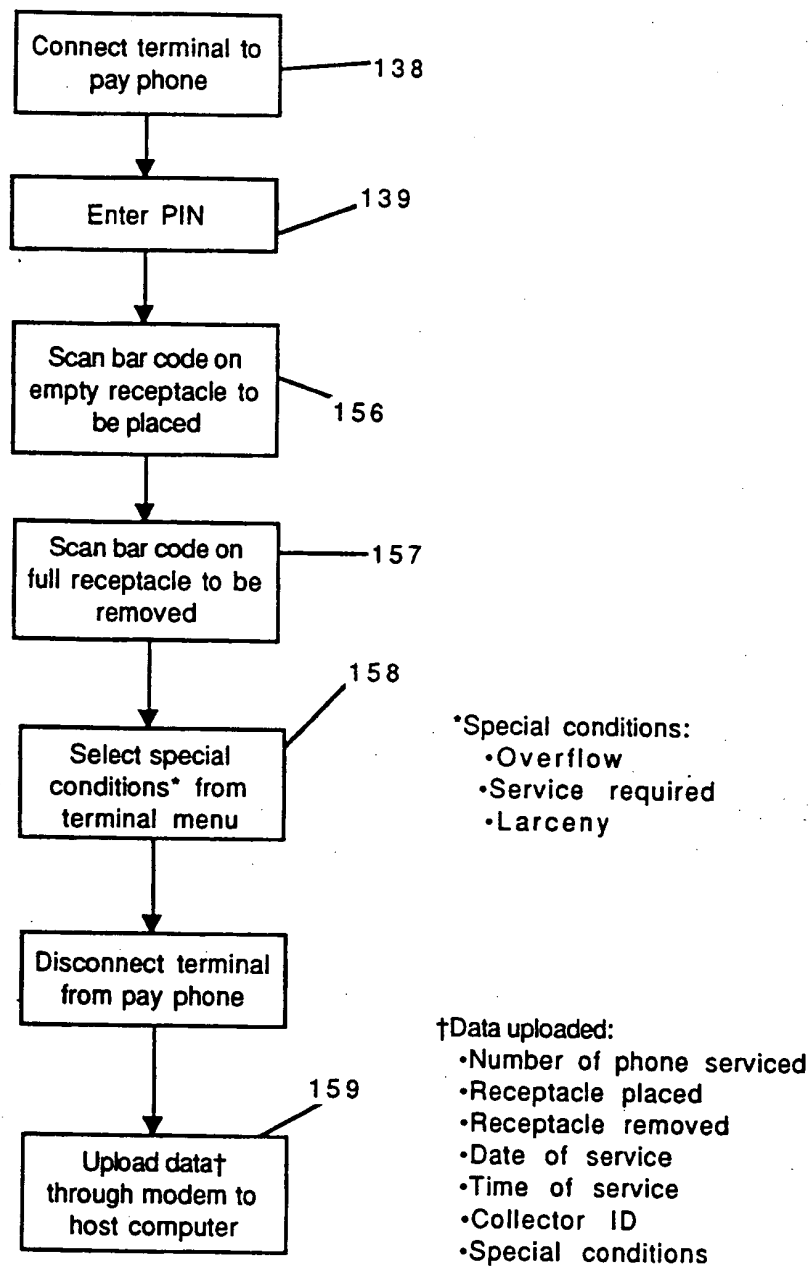 Connect terminal to
pay phone
138
Enter PIN
139
Scan bar code on
empty receptacle to
be placed
156
Scan bar code on
full receptacle to be
removed
157
158
Select special
conditions* from
terminal menu
*Special conditions:
•Overflow
•Service required
•Larceny
Disconnect terminal
from pay phone
159
Upload data†
through modem to
host computer
†Data uploaded:
•Number of phone serviced
•Receptacle placed
•Receptacle removed
•Date of service
•Time of service
•Collector ID
•Special conditions